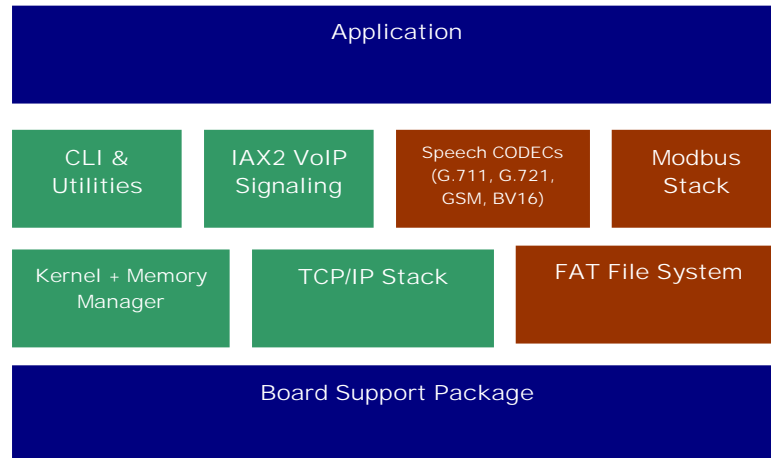 Application
CLI &
Utilities
IAX2 VoIP
Signaling
Speech CODECs
(G.711, G.721,
GSM, BV16)
Modbus
Stack
Kernel + Memory
Manager
TCP/IP Stack
FAT File System
Board Support Package